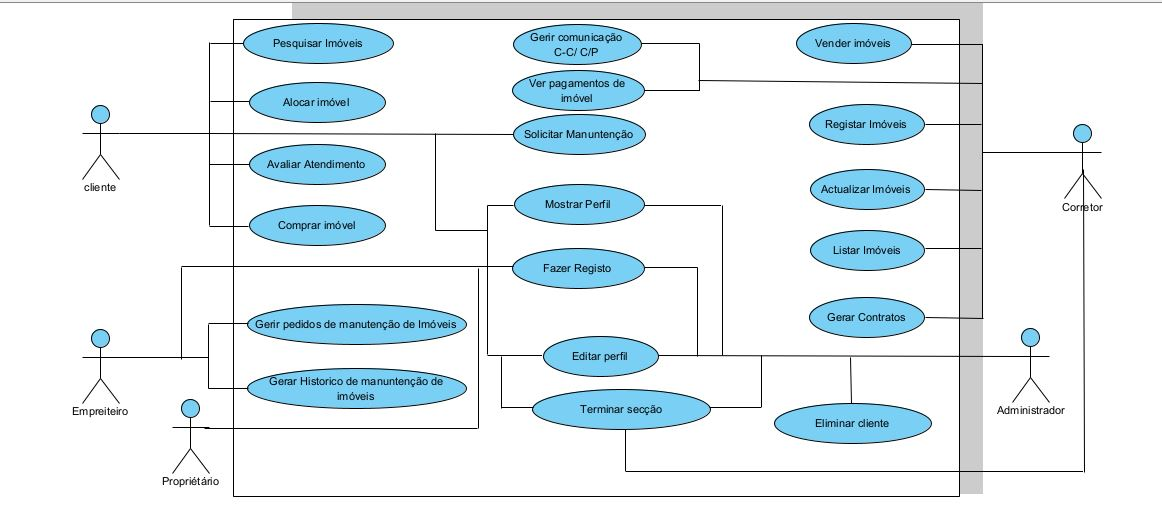 Pesquisar Imóveis
Gerir comunicação
C-C/ C/P
Vender imóveis
Ver pagamentos de
imóvel
Alocar imóvel
Registar Imóveis
Solicitar Manuntenção
cliente
Avaliar Atendimento
Actualizar Imóveis
Corretor
Mostrar Perfil
Comprar imóvel
Listar Imóveis
Fazer Registo
Gerar Contratos
Gerir pedidos de manutenção de Imóveis
Editar perfil
Gerar Historico de manuntenção de
imóveis
Empreiteiro
Terminar secção
Administrador
Eliminar cliente
Propriétário